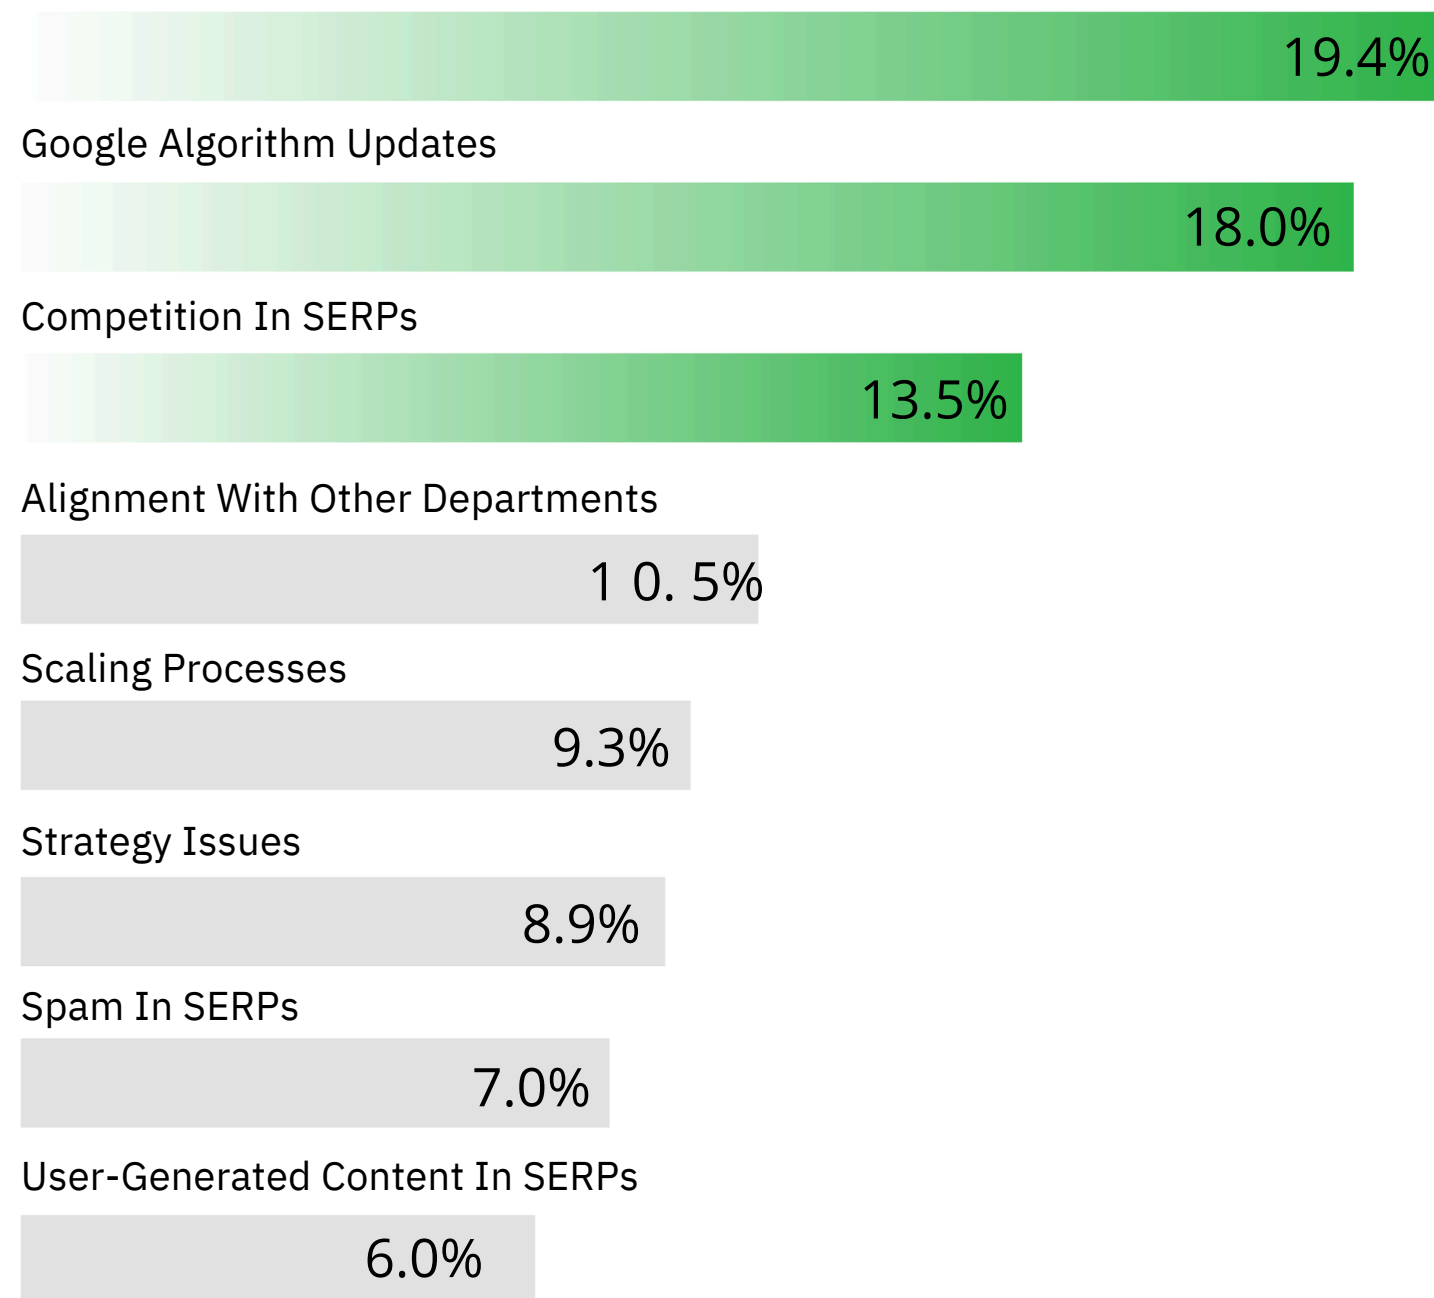 19.4%
Google Algorithm Updates
18.0%
Competition In SERPs
13.5%
Alignment With Other Departments
1 0. 5%
Scaling Processes
9.3%
Strategy Issues
8.9%
Spam In SERPs
7.0%
User-Generated Content In SERPs
6.0%